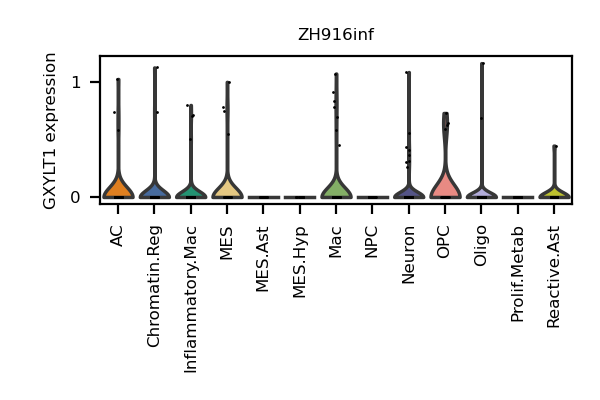 ZH916inf
GXYLT1 expression
1
0
AC
Chromatin.Reg
Inflammatory.Mac
MES
MES.Ast
MES.Hyp
Mac
NPC
Neuron
OPC
Oligo
Prolif.Metab
Reactive.Ast